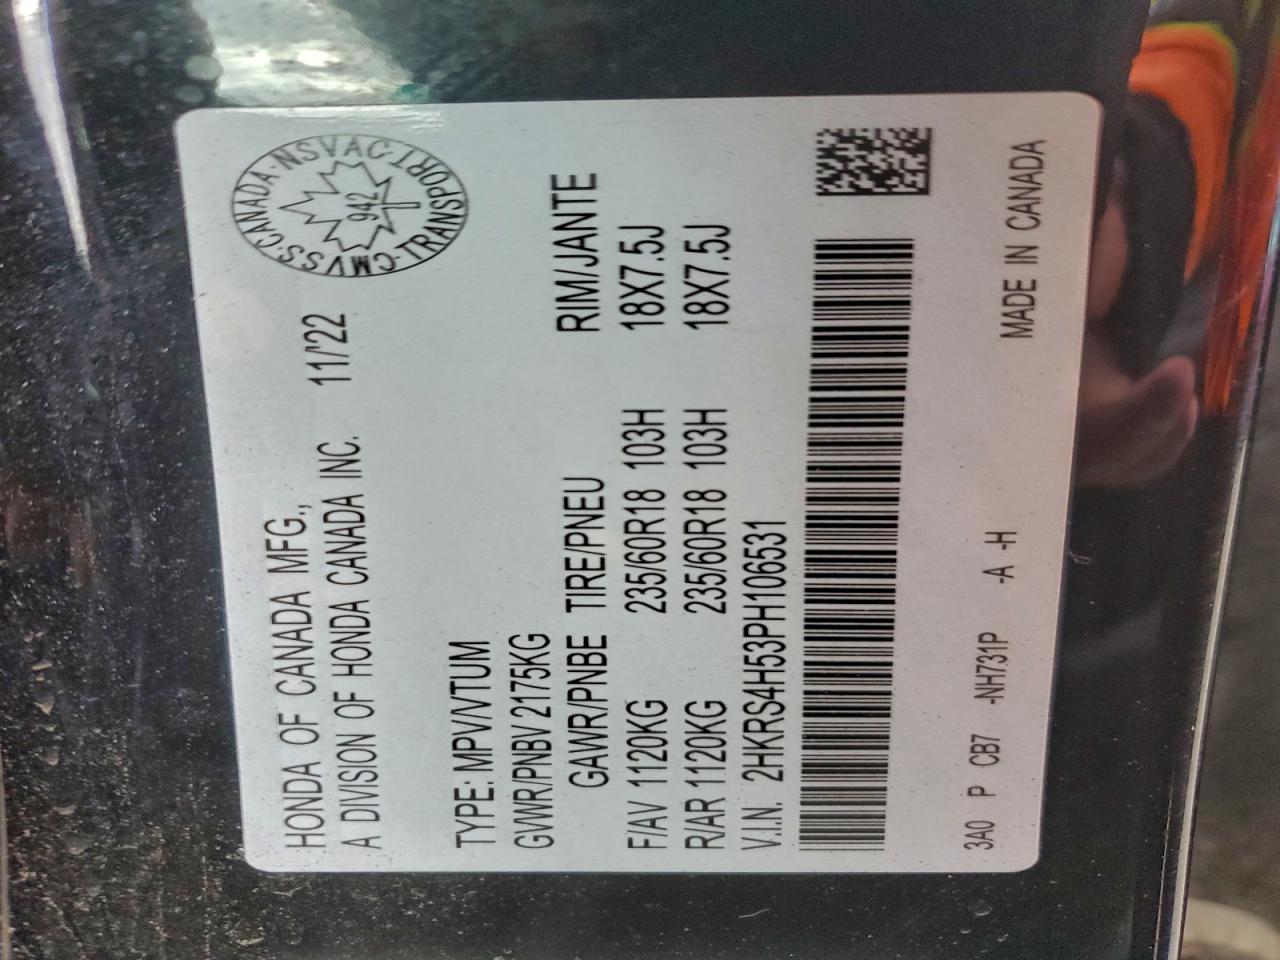 HONDA OF CANADA MFG.,
A DIVISION OF HONDA CANADA INC. 11/'22
C.M.V.S.S.·CANADA·NSVAC·TRANSPORT
942
TYPE: MPV/VTUM
GVWR/PNBV 2175KG
GAWR/PNBE TIRE/PNEU RIM/JANTE
F/AV 1120KG 235/60R18 103H 18X7.5J
R/AR 1120KG 235/60R18 103H 18X7.5J
V.I.N. 2HKRS4H53PH106531
3A0 P CB7 -NH731P -A -H MADE IN CANADA